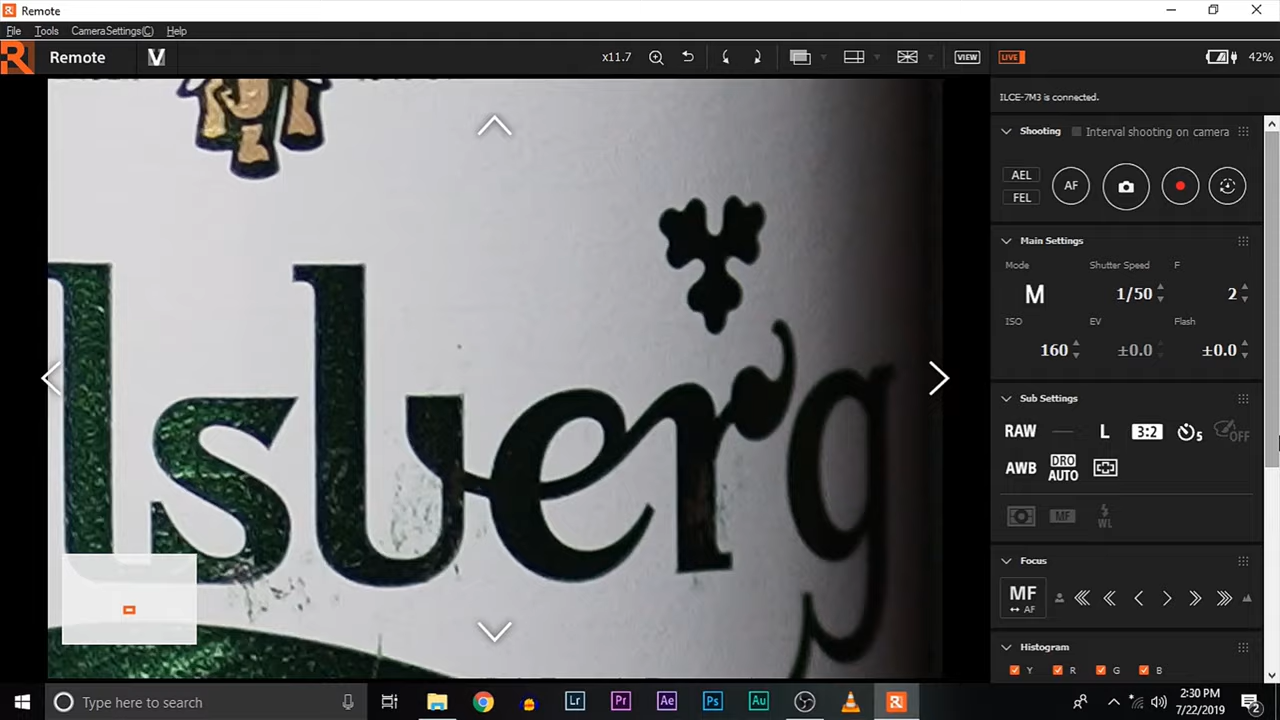 Remote
File Tools CameraSettings(C) Help
Remote V x11.7 VIEW LIVE 42%
ILCE-7M3 is connected.
Shooting Interval shooting on camera
AEL
FEL
AF
Main Settings
Mode Shutter Speed F
M 1/50 2
ISO EV Flash
160 ±0.0 ±0.0
Sub Settings
RAW L 3:2 5 OFF
AWB DRO AUTO
MF WL
Focus
MF
↔ AF
Histogram
Y R G B
lsberg
Type here to search
Lr Pr Ae Ps Au
2:30 PM
7/22/2019
2